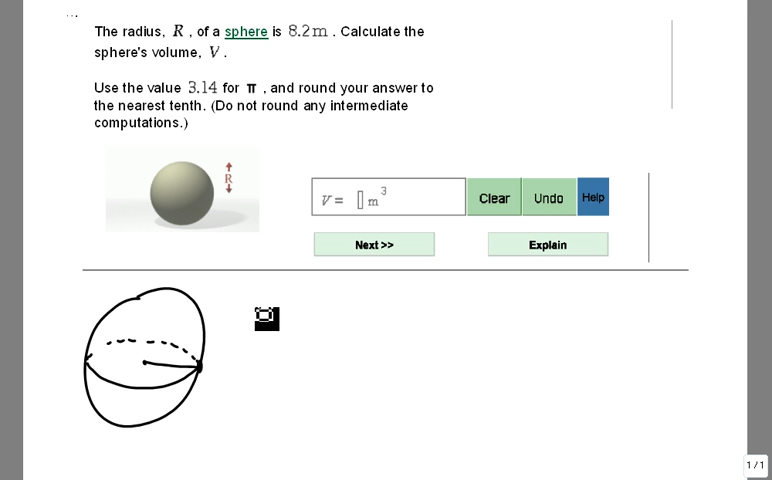 The radius, R, of a sphere is 8.2 m. Calculate the
sphere's volume, V.
Use the value 3.14 for π, and round your answer to
the nearest tenth. (Do not round any intermediate
computations.)
R
V = [] m³
Clear
Undo
Help
Next >>
Explain
1/1